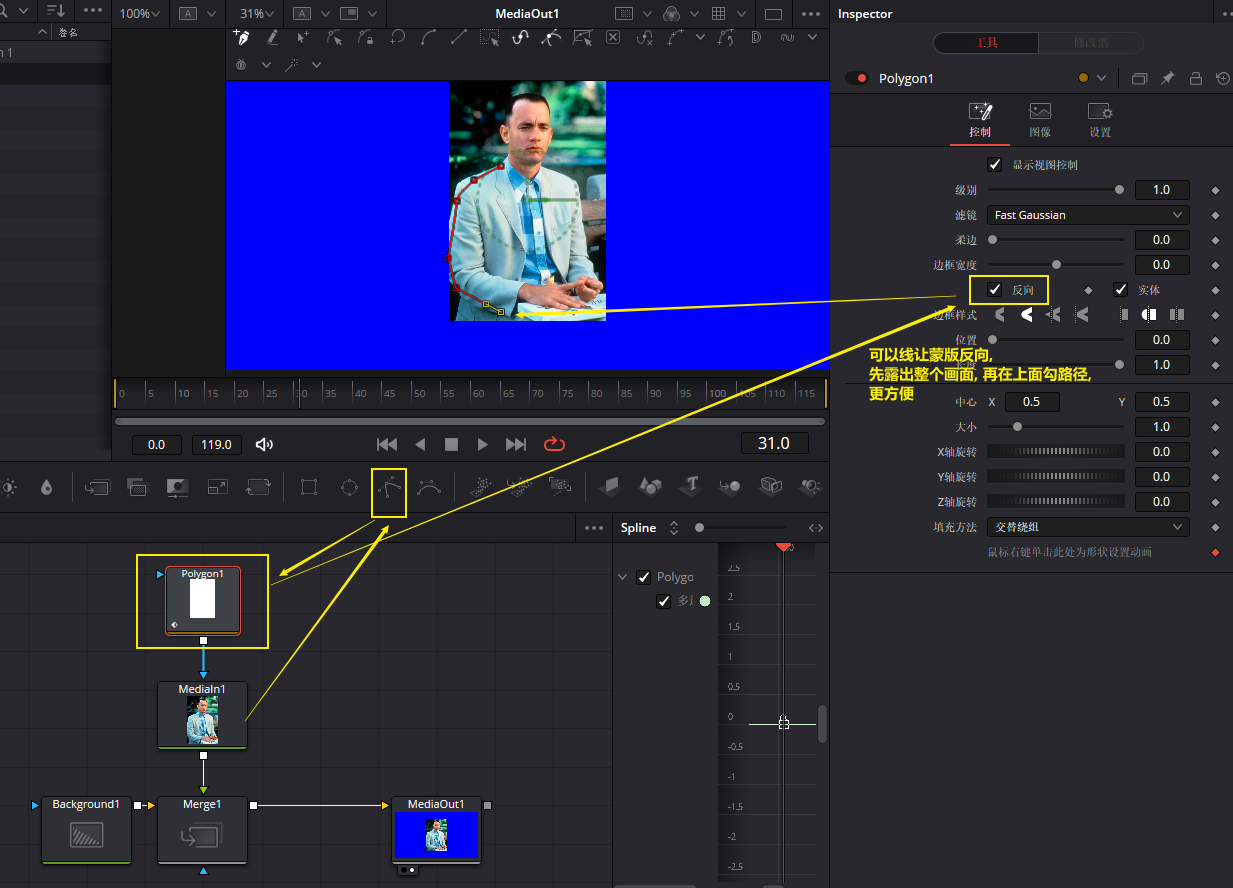 100%
A
31%
A
MediaOut1
Inspector
签名
n 1
工具
修改器
Polygon1
控制
图像
设置
显示视图控制
级别
1.0
滤镜
Fast Gaussian
柔边
0.0
边框宽度
0.0
反向
实体
边框样式
位置
0.0
可以线让蒙版反向,
先露出整个画面, 再在上面勾路径,
更方便
1.0
中心
X
0.5
Y
0.5
大小
1.0
X轴旋转
0.0
Y轴旋转
0.0
Z轴旋转
0.0
填充方法
交替绕组
鼠标右键单击此处为形状设置动画
0
5
10
15
20
25
30
35
40
45
50
55
60
65
70
75
80
85
90
95
100
105
110
115
0.0
119.0
31.0
Spline
Polygo
2.5
2
1.5
1
0.5
0
-0.5
-1
-1.5
-2
-2.5
Polygon1
MediaIn1
Background1
Merge1
MediaOut1